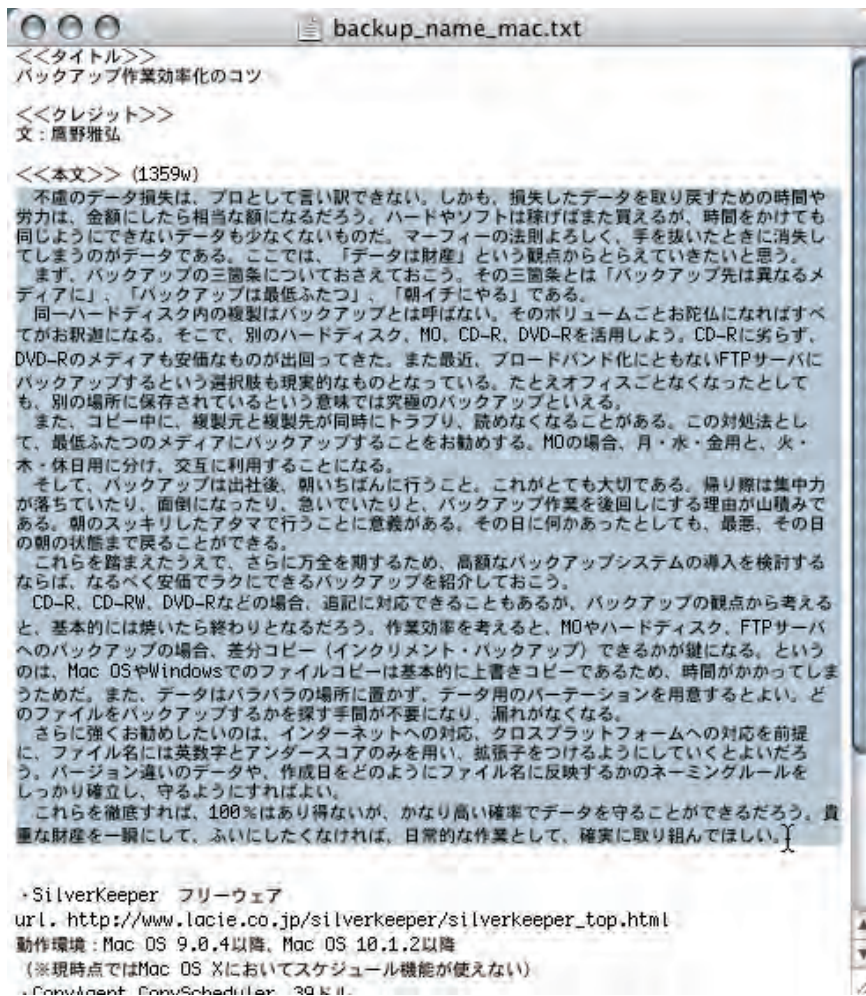 backup_name_mac.txt
<<タイトル>>
バックアップ作業効率化のコツ
<<クレジット>>
文：鷹野雅弘
<<本文>> (1359w)
　不慮のデータ損失は、プロとして言い訳できない。しかも、損失したデータを取り戻すための時間や
労力は、金額にしたら相当な額になるだろう。ハードやソフトは稼げばまた買えるが、時間をかけても
同じようにできないデータも少なくないものだ。マーフィーの法則よろしく、手を抜いたときに消失し
てしまうのがデータである。ここでは、「データは財産」という観点からとらえていきたいと思う。
　まず、バックアップの三箇条についておさえておこう。その三箇条とは「バックアップ先は異なるメ
ディアに」、「バックアップは最低ふたつ」、「朝イチにやる」である。
　同一ハードディスク内の複製はバックアップとは呼ばない。そのボリュームごとお陀仏になればすべ
てがお釈迦になる。そこで、別のハードディスク、MO、CD-R、DVD-Rを活用しよう。CD-Rに劣らず、
DVD-Rのメディアも安価なものが出回ってきた。また最近、ブロードバンド化にともないFTPサーバに
バックアップするという選択肢も現実的なものとなっている。たとえオフィスごとなくなったとして
も、別の場所に保存されているという意味では究極のバックアップといえる。
　また、コピー中に、複製元と複製先が同時にトラブり、読めなくなることがある。この対処法とし
て、最低ふたつのメディアにバックアップすることをお勧めする。MOの場合、月・水・金用と、火・
木・休日用に分け、交互に利用することになる。
　そして、バックアップは出社後、朝いちばんに行うこと。これがとても大切である。帰り際は集中力
が落ちていたり、面倒になったり、急いでいたりと、バックアップ作業を後回しにする理由が山積みで
ある。朝のスッキリしたアタマで行うことに意義がある。その日に何かあったとしても、最悪、その日
の朝の状態まで戻ることができる。
　これらを踏まえたうえで、さらに万全を期するため、高額なバックアップシステムの導入を検討する
ならば、なるべく安価でラクにできるバックアップを紹介しておこう。
　CD-R、CD-RW、DVD-Rなどの場合、追記に対応できることもあるが、バックアップの観点から考える
と、基本的には焼いたら終わりとなるだろう。作業効率を考えると、MOやハードディスク、FTPサーバ
へのバックアップの場合、差分コピー（インクリメント・バックアップ）できるかが鍵になる。という
のは、Mac OSやWindowsでのファイルコピーは基本的に上書きコピーであるため、時間がかかってしま
うためだ。また、データはバラバラの場所に置かず、データ用のパーテーションを用意するとよい。ど
のファイルをバックアップするかを探す手間が不要になり、漏れがなくなる。
　さらに強くお勧めしたいのは、インターネットへの対応、クロスプラットフォームへの対応を前提
に、ファイル名には英数字とアンダースコアのみを用い、拡張子をつけるようにしていくとよいだろ
う。バージョン違いのデータや、作成日をどのようにファイル名に反映するかのネーミングルールを
しっかり確立し、守るようにすればよい。
　これらを徹底すれば、100％はあり得ないが、かなり高い確率でデータを守ることができるだろう。貴
重な財産を一瞬にして、ふいにしたくなければ、日常的な作業として、確実に取り組んでほしい。
・SilverKeeper　フリーウェア
url. http://www.lacie.co.jp/silverkeeper/silverkeeper_top.html
動作環境：Mac OS 9.0.4以降、Mac OS 10.1.2以降
（※現時点ではMac OS Xにおいてスケジュール機能が使えない）
・CopyAgent CopyScheduler　39ドル